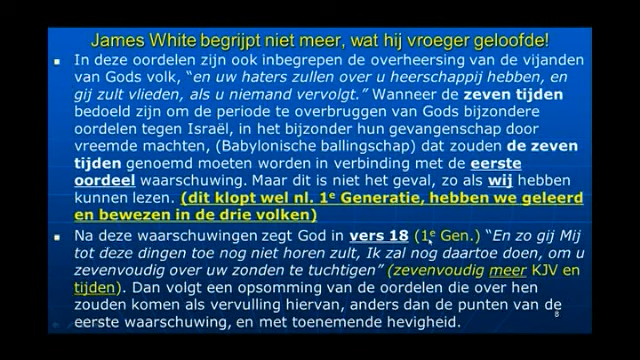 James White begrijpt niet meer, wat hij vroeger geloofde!
In deze oordelen zijn ook inbegrepen de overheersing van de vijanden
van Gods volk, “en uw haters zullen over u heerschappij hebben, en
gij zult vlieden, als u niemand vervolgt.” Wanneer de zeven tijden
bedoeld zijn om de periode te overbruggen van Gods bijzondere
oordelen tegen Israël, in het bijzonder hun gevangenschap door
vreemde machten, (Babylonische ballingschap) dat zouden de zeven
tijden genoemd moeten worden in verbinding met de eerste
oordeel waarschuwing. Maar dit is niet het geval, zo als wij hebben
kunnen lezen. (dit klopt wel nl. 1e Generatie, hebben we geleerd
en bewezen in de drie volken)
Na deze waarschuwingen zegt God in vers 18 (1e Gen.) “En zo gij Mij
tot deze dingen toe nog niet horen zult, Ik zal nog daartoe doen, om u
zevenvoudig over uw zonden te tuchtigen” (zevenvoudig meer KJV en
tijden). Dan volgt een opsomming van de oordelen die over hen
zouden komen als vervulling hiervan, anders dan de punten van de
eerste waarschuwing, en met toenemende hevigheid.
8